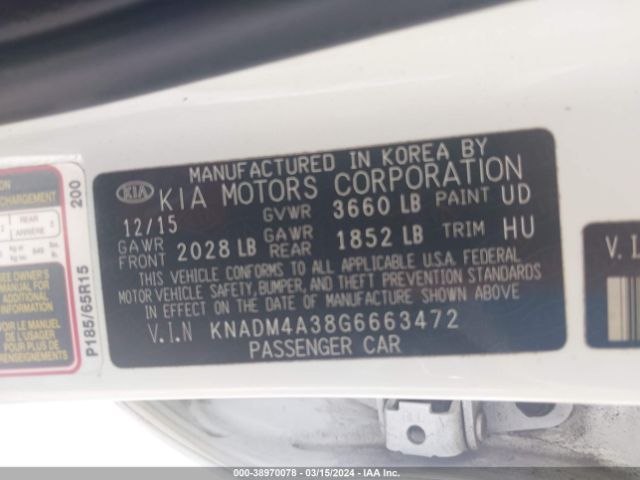 MANUFACTURED IN KOREA BY
KIA KIA MOTORS CORPORATION
12/15 GVWR 3660 LB PAINT UD
GAWR FRONT 2028 LB GAWR REAR 1852 LB TRIM HU
THIS VEHICLE CONFORMS TO ALL APPLICABLE U.S.A. FEDERAL
MOTOR VEHICLE SAFETY, BUMPER, AND THEFT PREVENTION STANDARDS
IN EFFECT ON THE DATE OF MANUFACTURE SHOWN ABOVE
V.I.N KNADM4A38G6663472
PASSENGER CAR
CHARGEMENT
REAR
ARRIÈRE
SEE OWNER'S
MANUAL FOR
ADDITIONAL
INFORMATION
VOIR LE MANUEL
DE L'USAGER
POUR PLUS DE
RENSEIGNEMENTS
P185/65R15
200
V. I.
000-38970078 - 03/15/2024 - IAA Inc.